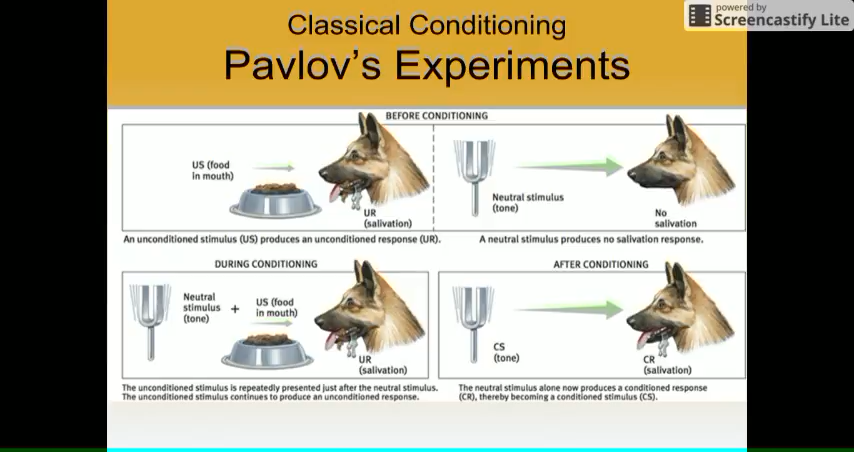 powered by
Screencastify Lite
Classical Conditioning
Pavlov's Experiments
BEFORE CONDITIONING
US (food
in mouth)
UR
(salivation)
Neutral stimulus
(tone)
No
salivation
An unconditioned stimulus (US) produces an unconditioned response (UR).
A neutral stimulus produces no salivation response.
DURING CONDITIONING
Neutral
stimulus
(tone)
+
US (food
in mouth)
UR
(salivation)
The unconditioned stimulus is repeatedly presented just after the neutral stimulus.
The unconditioned stimulus continues to produce an unconditioned response.
AFTER CONDITIONING
CS
(tone)
CR
(salivation)
The neutral stimulus alone now produces a conditioned response
(CR), thereby becoming a conditioned stimulus (CS).